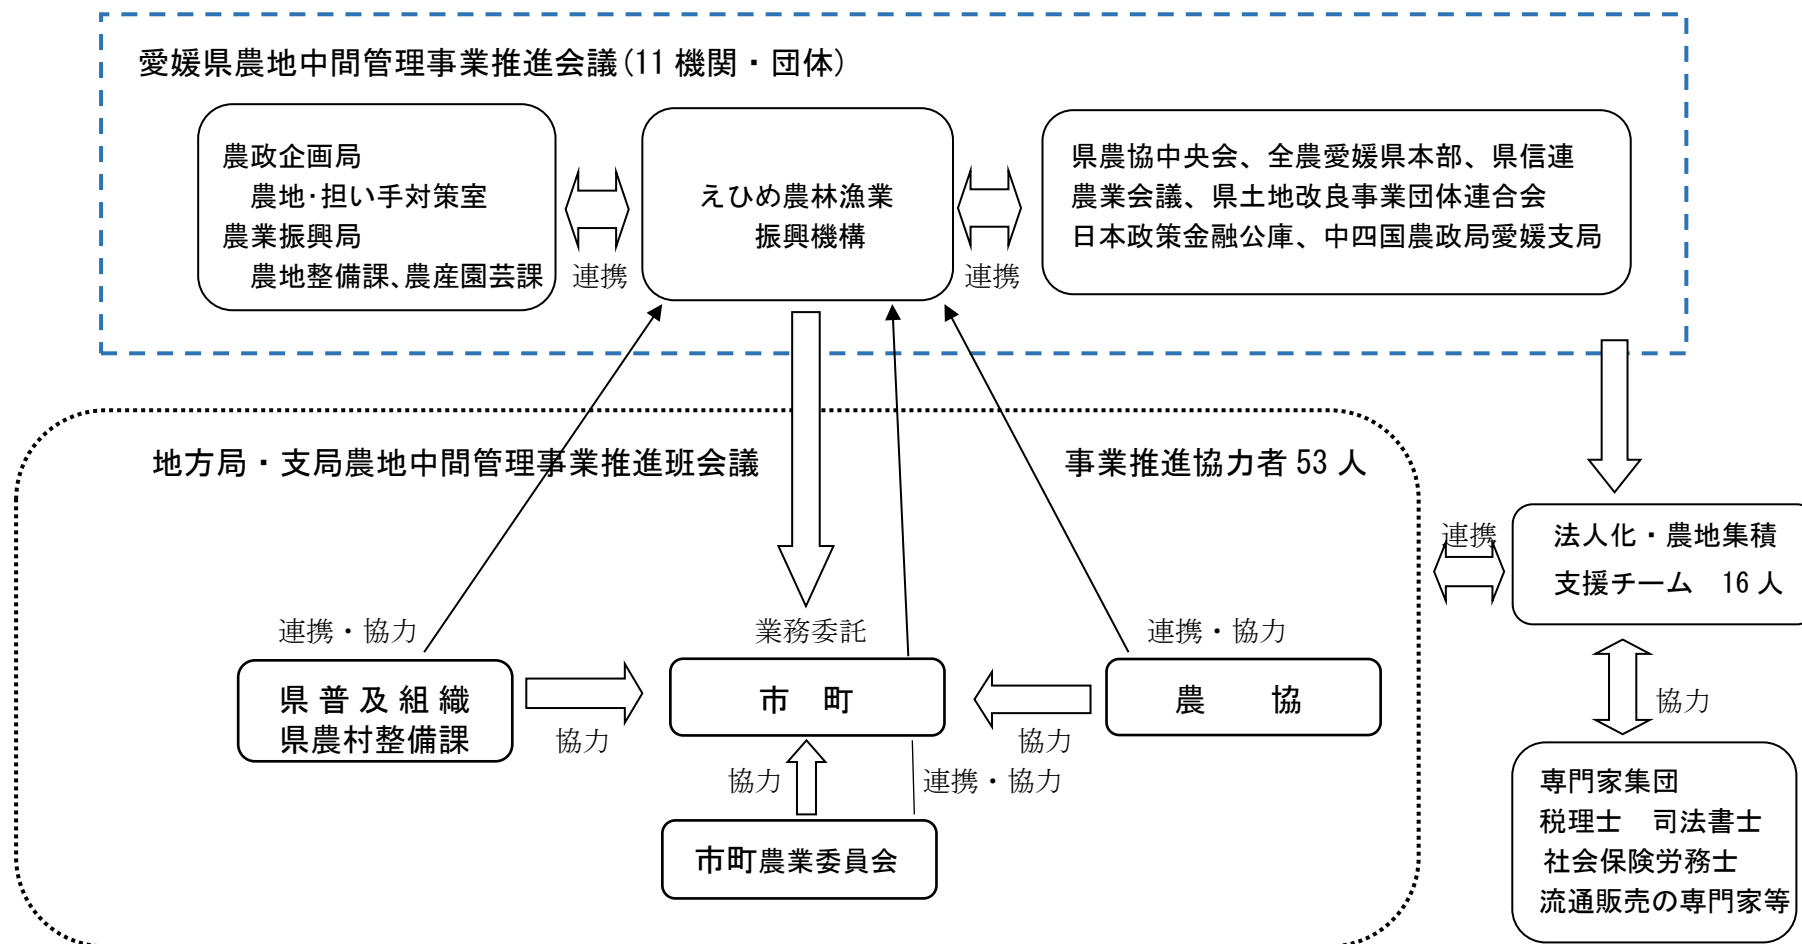 愛媛県農地中間管理事業推進会議(11 機関・団体)
農政企画局
農地・担い手対策室
農業振興局
農地整備課、農産園芸課
連携
えひめ農林漁業
振興機構
連携
県農協中央会、全農愛媛県本部、県信連
農業会議、県土地改良事業団体連合会
日本政策金融公庫、中四国農政局愛媛支局
地方局・支局農地中間管理事業推進班会議
事業推進協力者 53 人
連携
法人化・農地集積
支援チーム　16 人
連携・協力
業務委託
連携・協力
県 普 及 組 織
県農村整備課
協力
市　町
協力
農　　協
協力
連携・協力
市町農業委員会
協力
専門家集団
税理士　司法書士
社会保険労務士
流通販売の専門家等